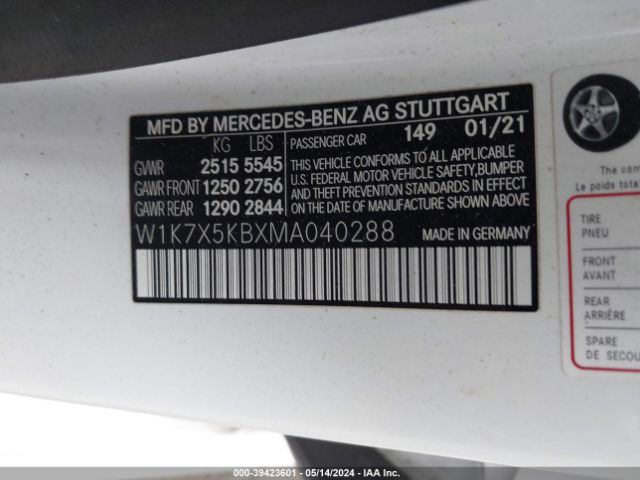 MFD BY MERCEDES-BENZ AG STUTTGART
KG LBS
PASSENGER CAR 149 01/21
GVWR 2515 5545
GAWR FRONT 1250 2756
GAWR REAR 1290 2844
THIS VEHICLE CONFORMS TO ALL APPLICABLE
U.S. FEDERAL MOTOR VEHICLE SAFETY,BUMPER
AND THEFT PREVENTION STANDARDS IN EFFECT
ON THE DATE OF MANUFACTURE SHOWN ABOVE.
W1K7X5KBXMA040288 MADE IN GERMANY
The com
Le poids total
TIRE
PNEU
FRONT
AVANT
REAR
ARRIÈRE
SPARE
DE SECOU
000-39423601 - 05/14/2024 - IAA Inc.